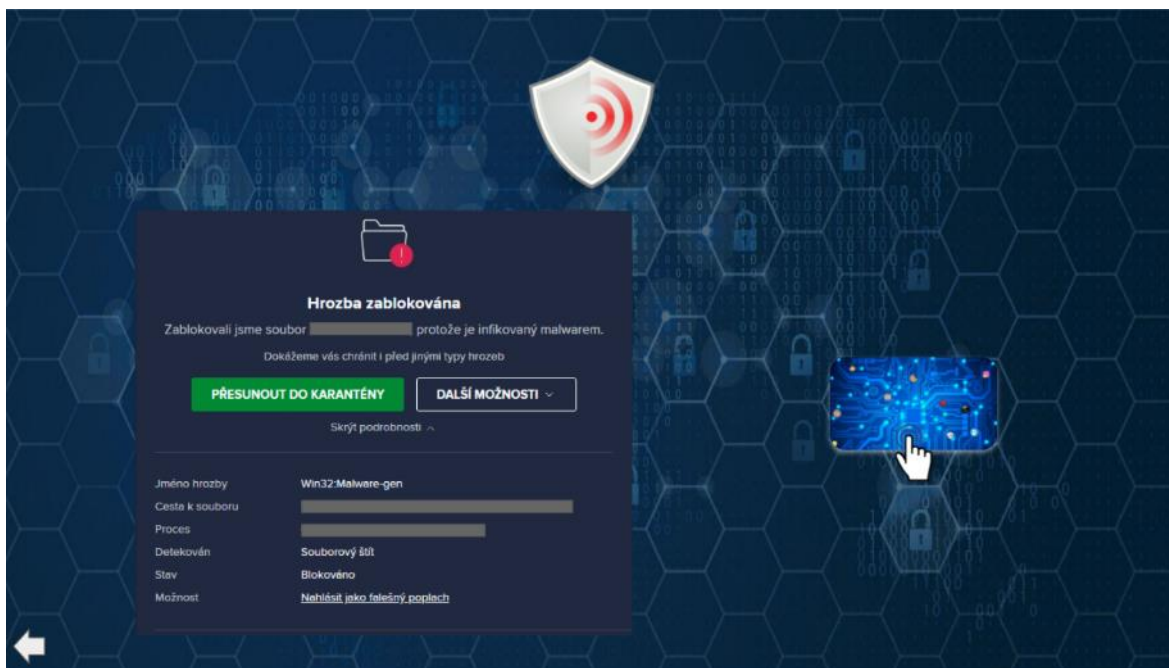 Hrozba zablokována
Zablokovali jsme soubor protože je infikovaný malwarem.
Dokážeme vás chránit i před jinými typy hrozeb
PŘESUNOUT DO KARANTÉNY DALŠÍ MOŽNOSTI
Skrýt podrobnosti
Jméno hrozby Win32:Malware-gen
Cesta k souboru
Proces
Detekován Souborový štít
Stav Blokováno
Možnost Nahlásit jako falešný poplach